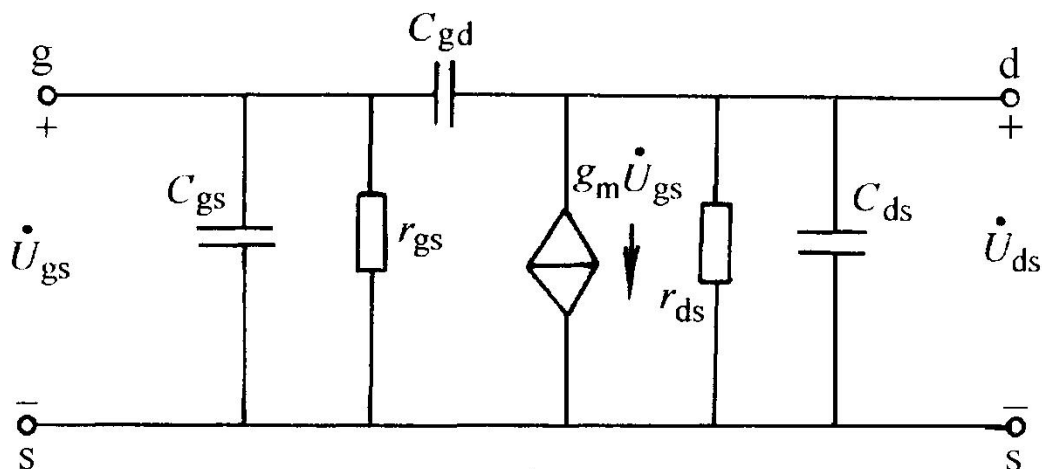 C_gd
g
d
+
+
C_gs
r_gs
g_m U̇_gs
C_ds
U̇_gs
r_ds
U̇_ds
−
−
s
s